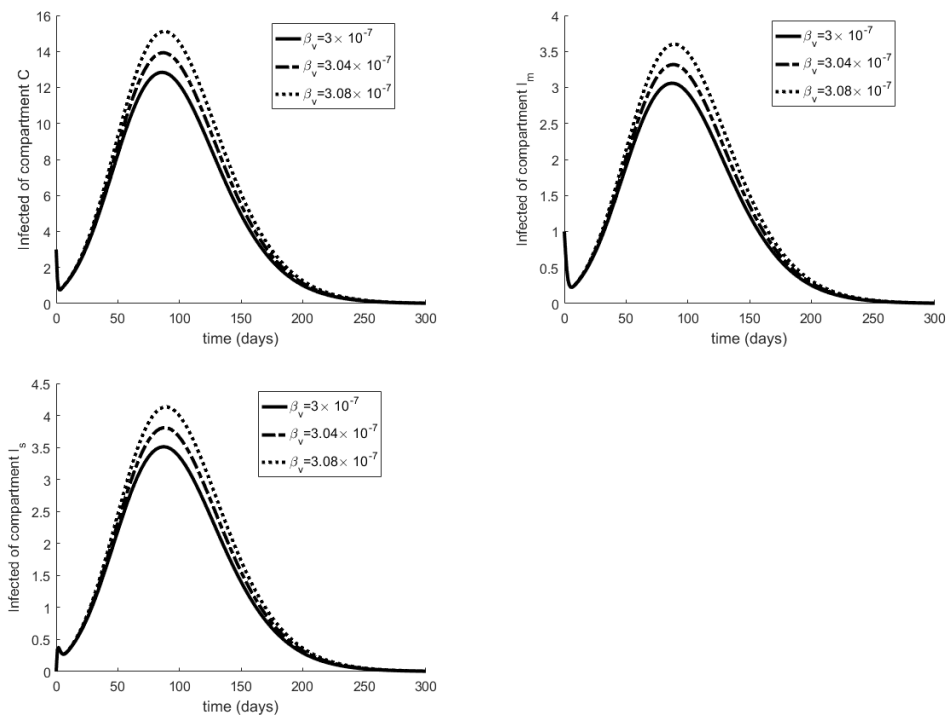 Infected of compartment C
16
14
12
10
8
6
4
2
0
0 50 100 150 200 250 300
time (days)
β_v=3× 10^-7
β_v=3.04× 10^-7
β_v=3.08× 10^-7
Infected of compartment I_m
4
3.5
3
2.5
2
1.5
1
0.5
0
0 50 100 150 200 250 300
time (days)
β_v=3× 10^-7
β_v=3.04× 10^-7
β_v=3.08× 10^-7
Infected of compartment I_s
4.5
4
3.5
3
2.5
2
1.5
1
0.5
0
0 50 100 150 200 250 300
time (days)
β_v=3× 10^-7
β_v=3.04× 10^-7
β_v=3.08× 10^-7